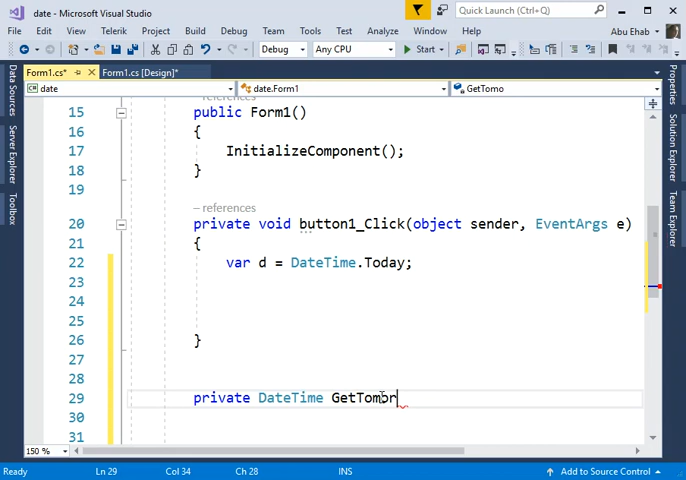 date - Microsoft Visual Studio
Quick Launch (Ctrl+Q)
File Edit View Project Build Debug Team
Tools Test Analyze Window Help
Abu Ehab
Debug Any CPU Start
Form1.cs* Form1.cs [Design]*
date date.Form1 GetTomo
Data Sources
Server Explorer
Toolbox
Properties
Solution Explorer
Team Explorer
references
15 public Form1()
16 {
17 InitializeComponent();
18 }
19
– references
20 private void button1_Click(object sender, EventArgs e)
21 {
22 var d = DateTime.Today;
23
24
25
26 }
27
28
29 private DateTime GetTomor
30
31
150 %
Ready Ln 29 Col 34 Ch 28 INS Add to Source Control